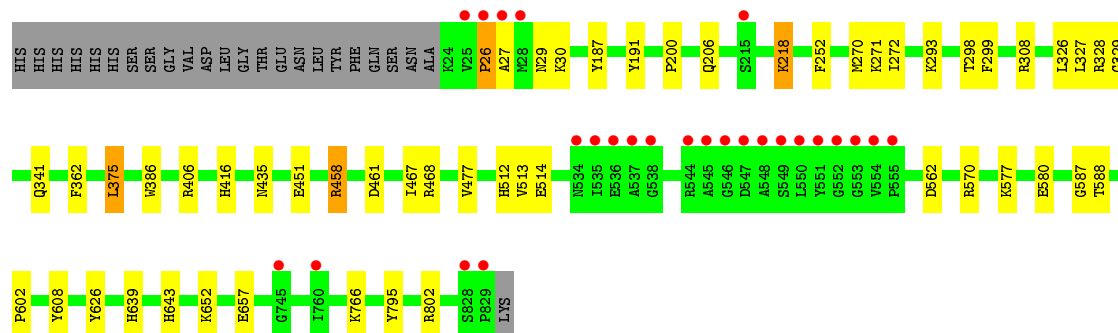 HIS HIS HIS HIS HIS HIS SER SER GLY VAL ASP LEU GLY THR GLU ASN LEU TYR PHE GLN SER ASN ALA K24 V25 P26 A27 M28 N29 K30 Y187 Y191 P200 Q206 S215 K218 F252 M270 K271 I272 K293 T298 F299 R308 L326 L327 R328
Q341 F362 L375 W386 R406 H416 N435 E451 R458 D461 I467 R468 V477 H512 V513 E514 N534 I535 E536 A537 G538 R544 A545 G546 D547 A548 S549 L550 Y551 G552 G553 V554 P555 D562 R570 K577 E580 G587 T588
P602 Y608 Y626 H639 H643 K652 E657 G745 I760 K766 Y795 R802 S828 P829 LYS